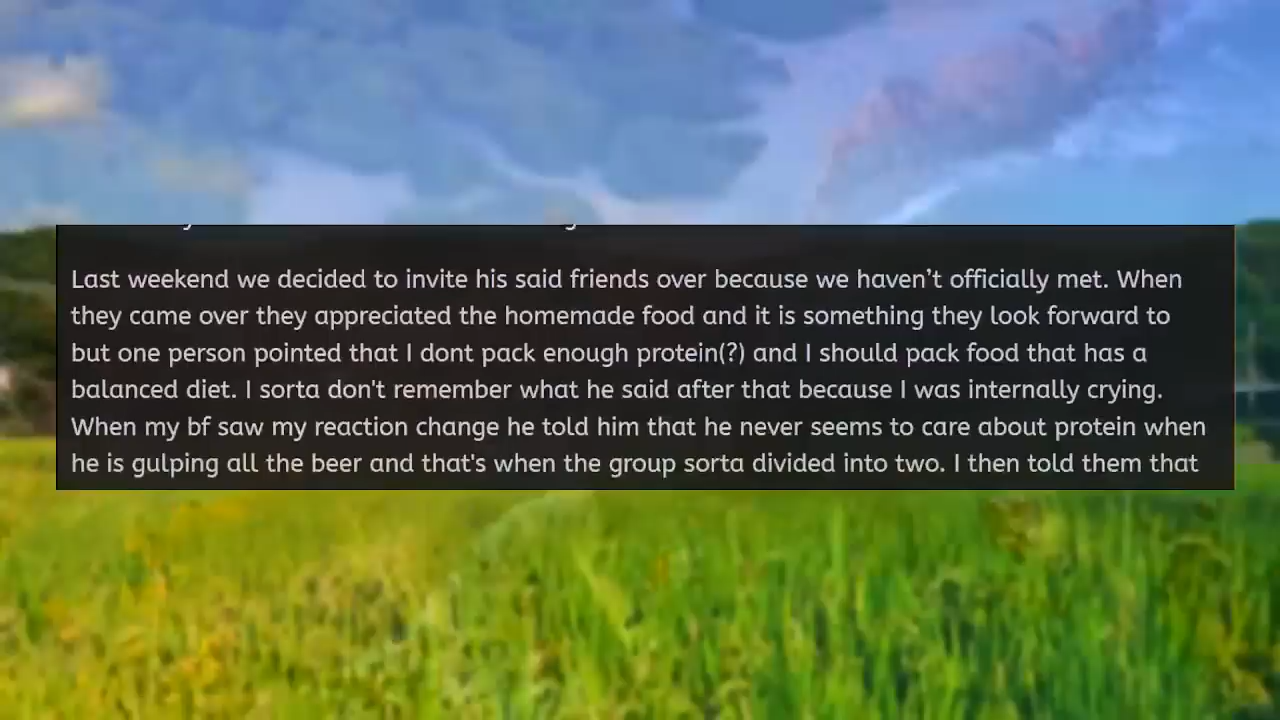 Last weekend we decided to invite his said friends over because we haven’t officially met. When
they came over they appreciated the homemade food and it is something they look forward to
but one person pointed that I dont pack enough protein(?) and I should pack food that has a
balanced diet. I sorta don't remember what he said after that because I was internally crying.
When my bf saw my reaction change he told him that he never seems to care about protein when
he is gulping all the beer and that's when the group sorta divided into two. I then told them that